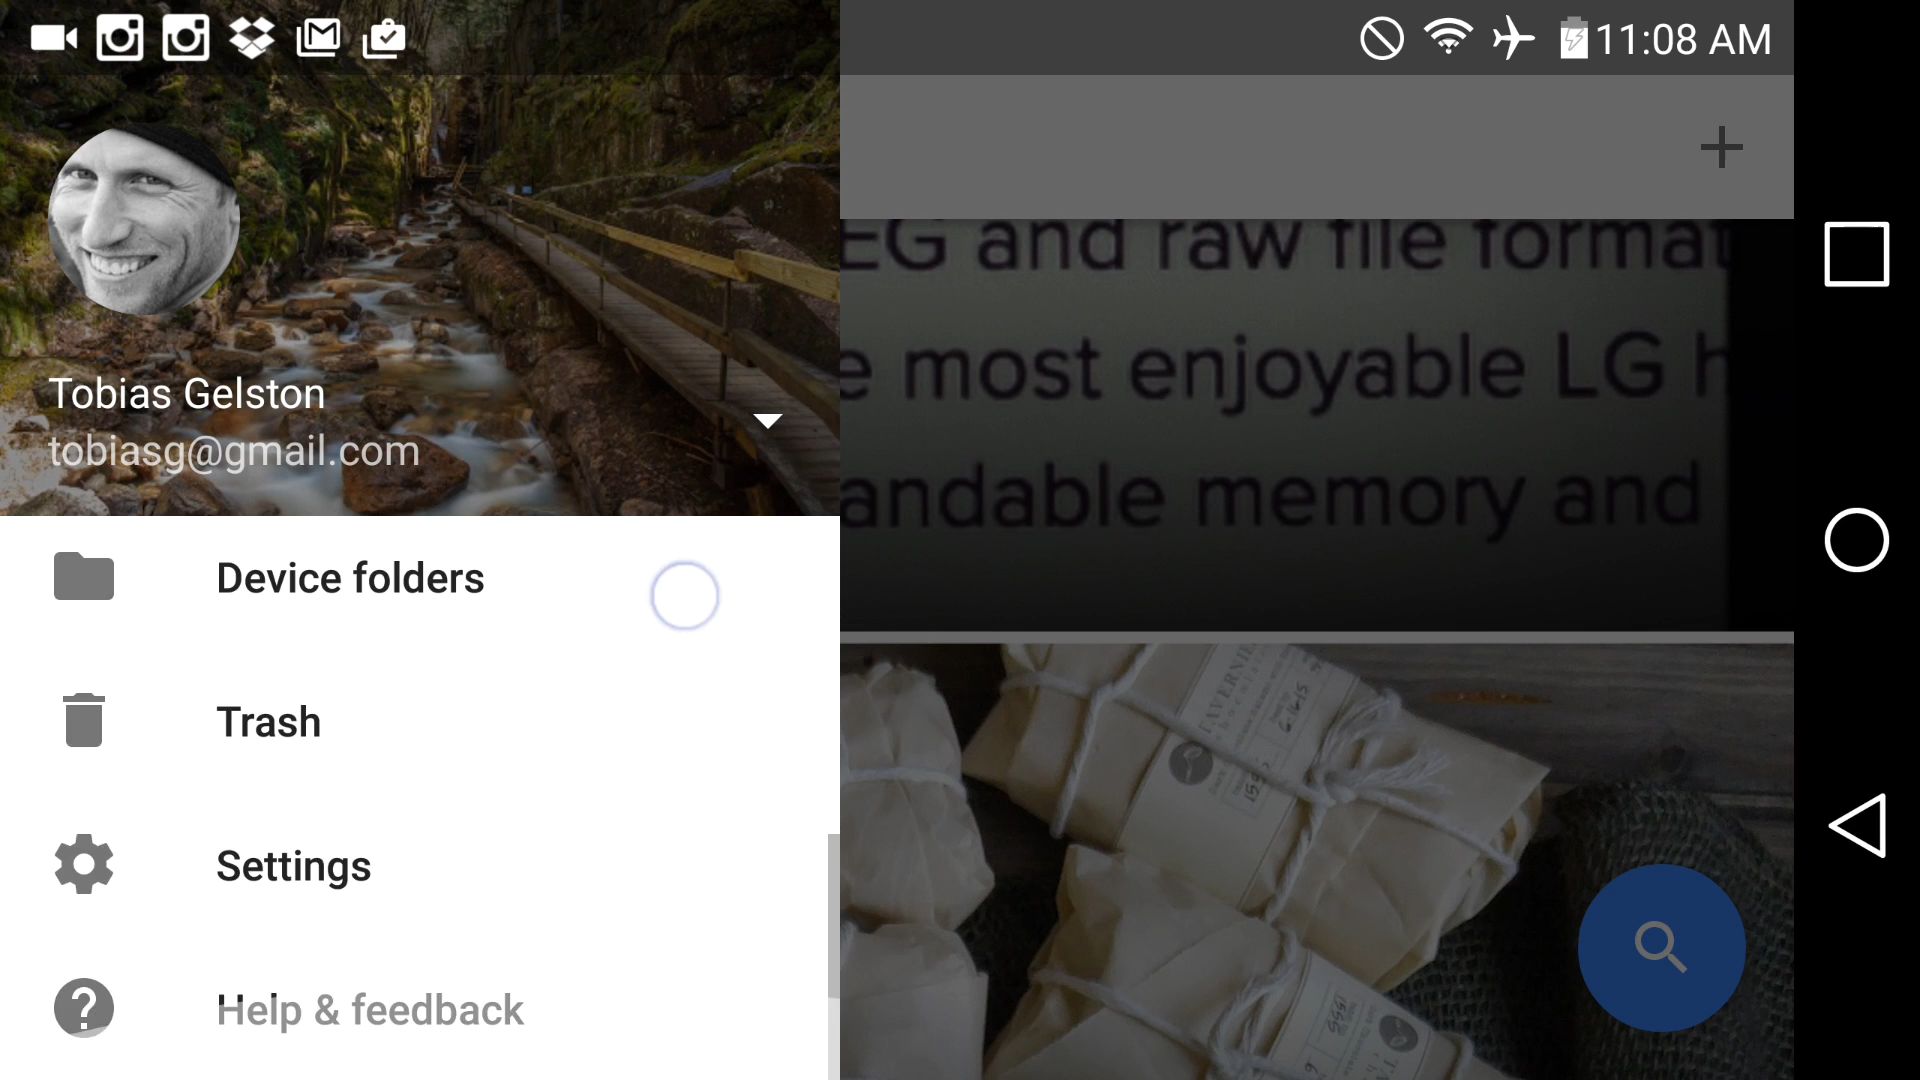 11:08 AM
Tobias Gelston
tobiasg@gmail.com
Device folders
Trash
Settings
Help & feedback
EG and raw file format
e most enjoyable LG h
andable memory and